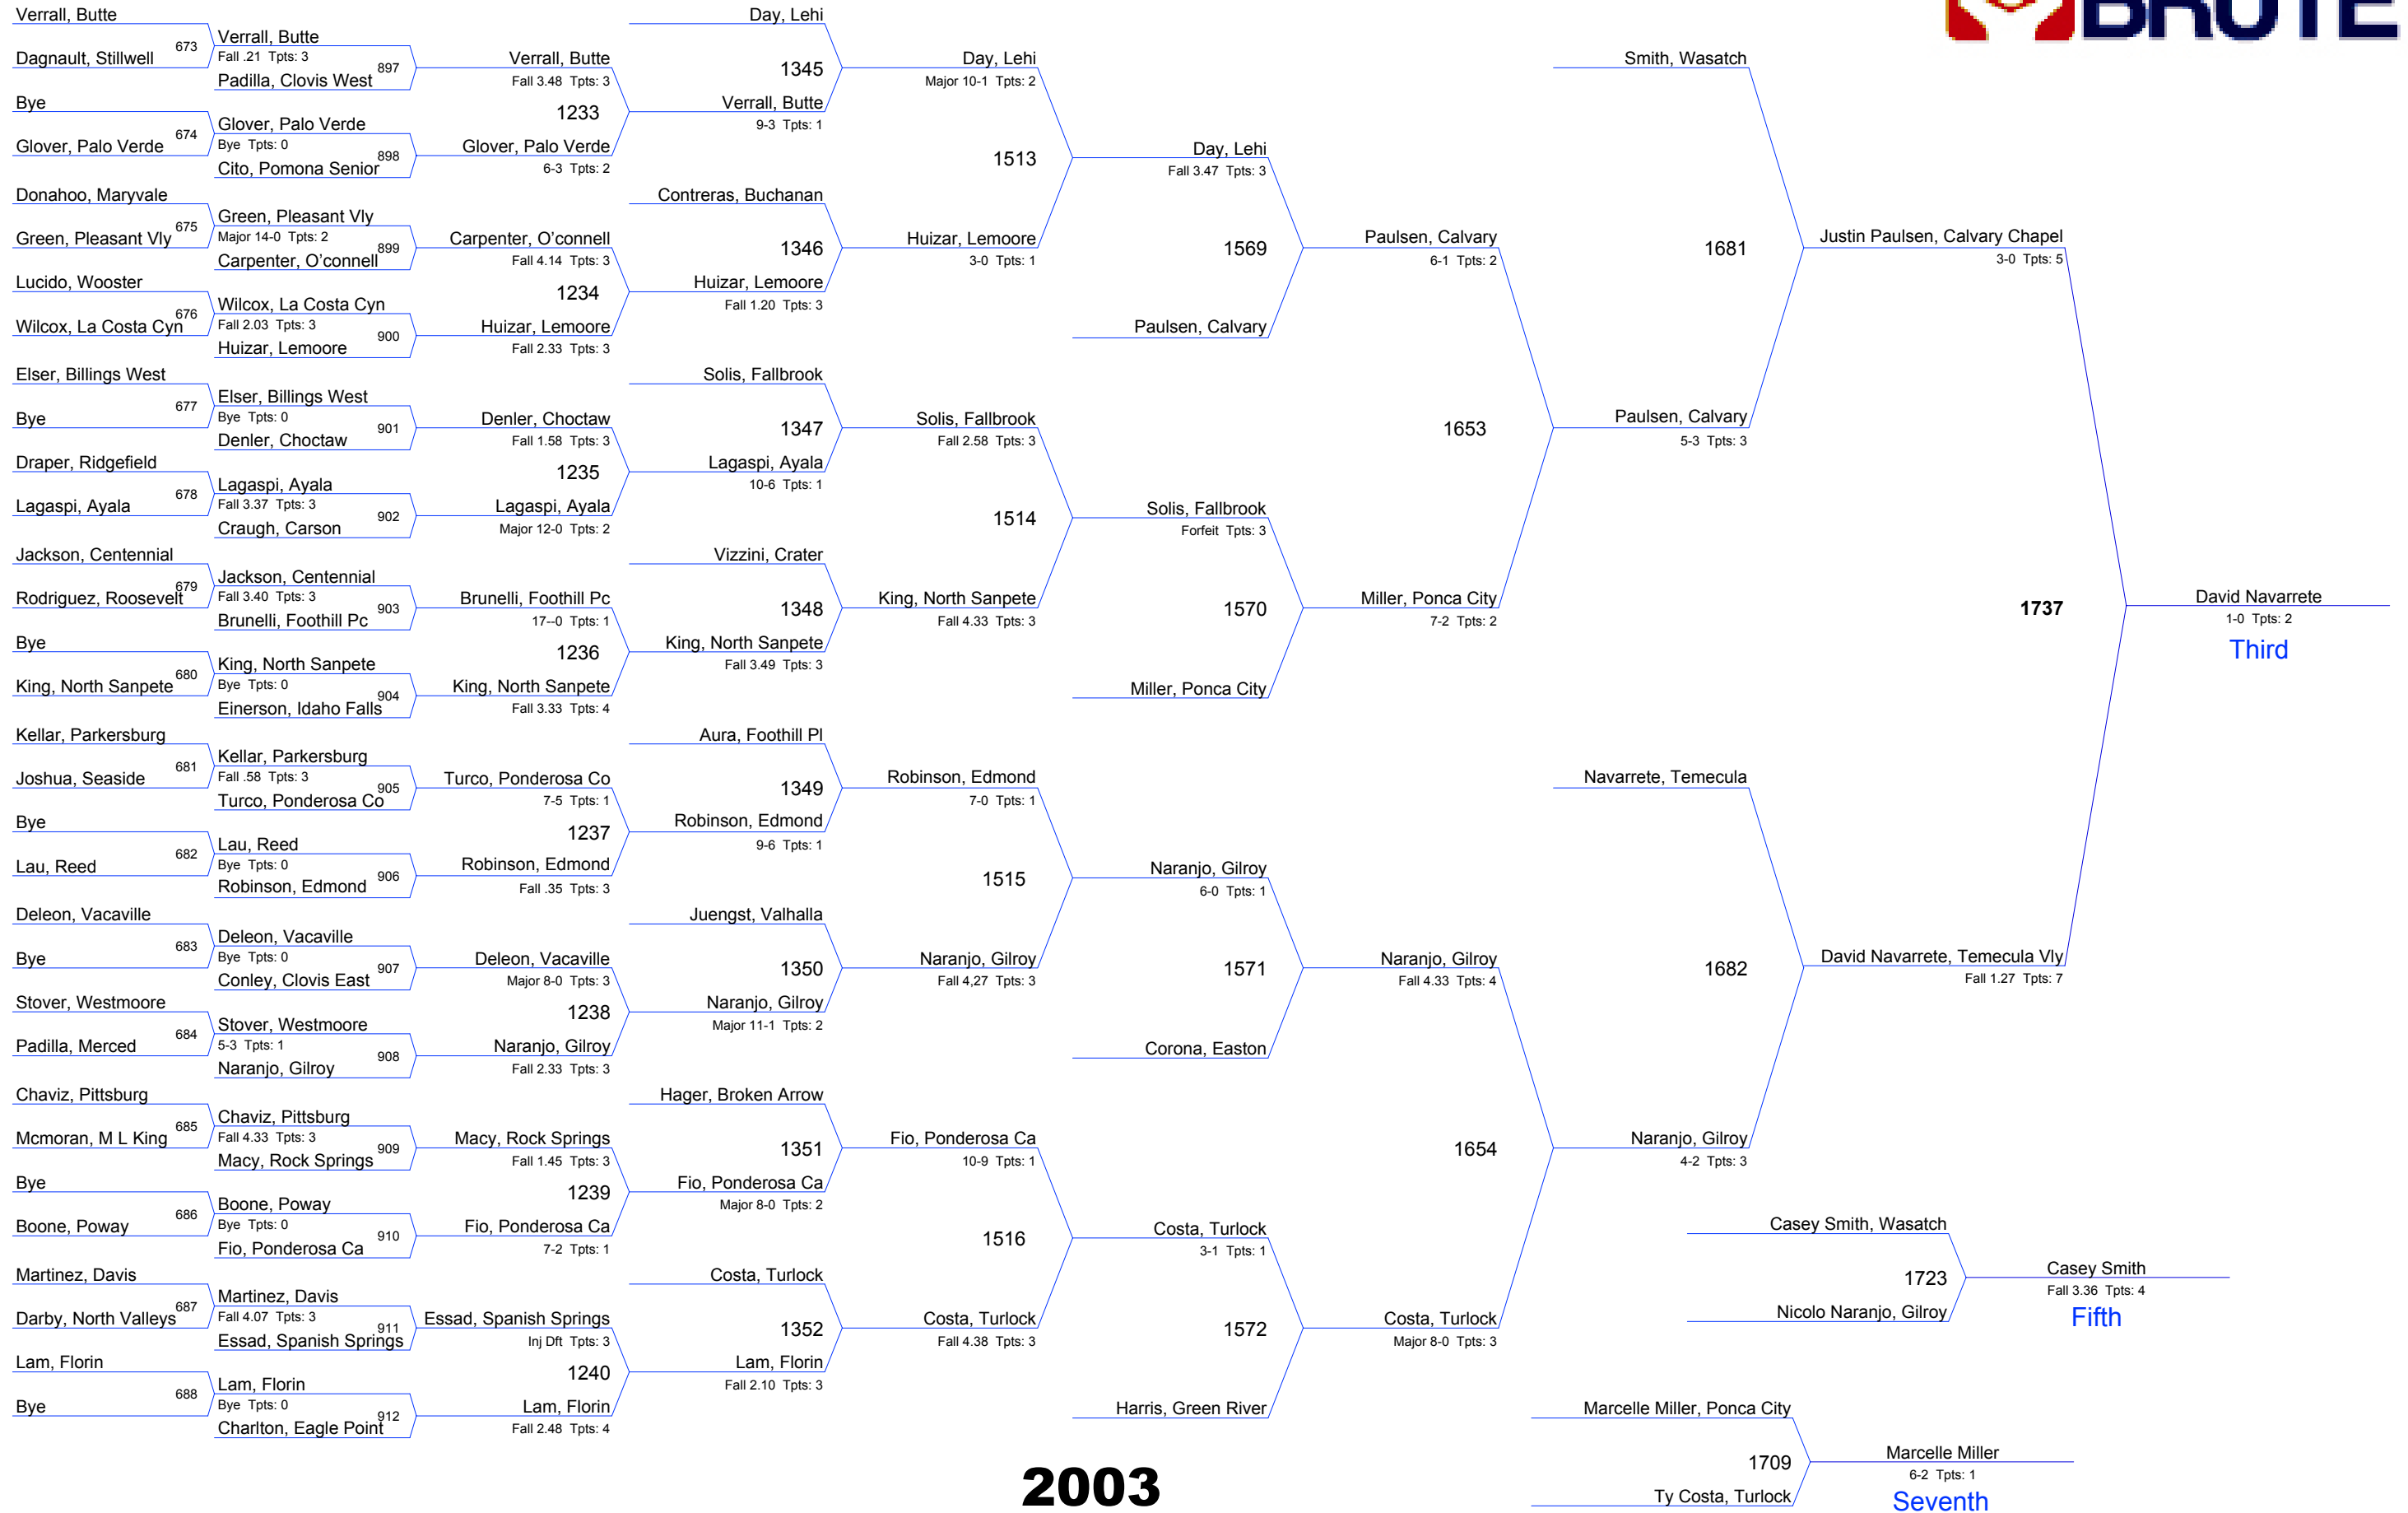 BRUTE
Verrall, Butte
673
Dagnault, Stillwell
Bye
674
Glover, Palo Verde
Donahoo, Maryvale
675
Green, Pleasant Vly
Lucido, Wooster
676
Wilcox, La Costa Cyn
Elser, Billings West
677
Bye
Draper, Ridgefield
678
Lagaspi, Ayala
Jackson, Centennial
679
Rodriguez, Roosevelt
Bye
680
King, North Sanpete
Kellar, Parkersburg
681
Joshua, Seaside
Bye
682
Lau, Reed
Deleon, Vacaville
683
Bye
Stover, Westmoore
684
Padilla, Merced
Chaviz, Pittsburg
685
Mcmoran, M L King
Bye
686
Boone, Poway
Martinez, Davis
687
Darby, North Valleys
Lam, Florin
688
Bye
Verrall, Butte
Fall .21 Tpts: 3
897
Padilla, Clovis West
Glover, Palo Verde
Bye Tpts: 0
898
Cito, Pomona Senior
Green, Pleasant Vly
Major 14-0 Tpts: 2
899
Carpenter, O'connell
Wilcox, La Costa Cyn
Fall 2.03 Tpts: 3
900
Huizar, Lemoore
Elser, Billings West
Bye Tpts: 0
901
Denler, Choctaw
Lagaspi, Ayala
Fall 3.37 Tpts: 3
902
Craugh, Carson
Jackson, Centennial
Fall 3.40 Tpts: 3
903
Brunelli, Foothill Pc
King, North Sanpete
Bye Tpts: 0
904
Einerson, Idaho Falls
Kellar, Parkersburg
Fall .58 Tpts: 3
905
Turco, Ponderosa Co
Lau, Reed
Bye Tpts: 0
906
Robinson, Edmond
Deleon, Vacaville
Bye Tpts: 0
907
Conley, Clovis East
Stover, Westmoore
5-3 Tpts: 1
908
Naranjo, Gilroy
Chaviz, Pittsburg
Fall 4.33 Tpts: 3
909
Macy, Rock Springs
Boone, Poway
Bye Tpts: 0
910
Fio, Ponderosa Ca
Martinez, Davis
Fall 4.07 Tpts: 3
911
Essad, Spanish Springs
Lam, Florin
Bye Tpts: 0
912
Charlton, Eagle Point
Verrall, Butte
Fall 3.48 Tpts: 3
1233
Glover, Palo Verde
6-3 Tpts: 2
Carpenter, O'connell
Fall 4.14 Tpts: 3
1234
Huizar, Lemoore
Fall 2.33 Tpts: 3
Denler, Choctaw
Fall 1.58 Tpts: 3
1235
Lagaspi, Ayala
Major 12-0 Tpts: 2
Brunelli, Foothill Pc
17--0 Tpts: 1
1236
King, North Sanpete
Fall 3.33 Tpts: 4
Turco, Ponderosa Co
7-5 Tpts: 1
1237
Robinson, Edmond
Fall .35 Tpts: 3
Deleon, Vacaville
Major 8-0 Tpts: 3
1238
Naranjo, Gilroy
Fall 2.33 Tpts: 3
Macy, Rock Springs
Fall 1.45 Tpts: 3
1239
Fio, Ponderosa Ca
7-2 Tpts: 1
Essad, Spanish Springs
Inj Dft Tpts: 3
1240
Lam, Florin
Fall 2.48 Tpts: 4
Day, Lehi
1345
Verrall, Butte
9-3 Tpts: 1
Contreras, Buchanan
1346
Huizar, Lemoore
Fall 1.20 Tpts: 3
Solis, Fallbrook
1347
Lagaspi, Ayala
10-6 Tpts: 1
Vizzini, Crater
1348
King, North Sanpete
Fall 3.49 Tpts: 3
Aura, Foothill Pl
1349
Robinson, Edmond
9-6 Tpts: 1
Juengst, Valhalla
1350
Naranjo, Gilroy
Major 11-1 Tpts: 2
Hager, Broken Arrow
1351
Fio, Ponderosa Ca
Major 8-0 Tpts: 2
Costa, Turlock
1352
Lam, Florin
Fall 2.10 Tpts: 3
Day, Lehi
Major 10-1 Tpts: 2
1513
Huizar, Lemoore
3-0 Tpts: 1
Solis, Fallbrook
Fall 2.58 Tpts: 3
1514
King, North Sanpete
Fall 4.33 Tpts: 3
Robinson, Edmond
7-0 Tpts: 1
1515
Naranjo, Gilroy
Fall 4,27 Tpts: 3
Fio, Ponderosa Ca
10-9 Tpts: 1
1516
Costa, Turlock
Fall 4.38 Tpts: 3
Day, Lehi
Fall 3.47 Tpts: 3
1569
Paulsen, Calvary
Solis, Fallbrook
Forfeit Tpts: 3
1570
Miller, Ponca City
Naranjo, Gilroy
6-0 Tpts: 1
1571
Corona, Easton
Costa, Turlock
3-1 Tpts: 1
1572
Harris, Green River
Paulsen, Calvary
6-1 Tpts: 2
1653
Miller, Ponca City
7-2 Tpts: 2
Naranjo, Gilroy
Fall 4.33 Tpts: 4
1654
Costa, Turlock
Major 8-0 Tpts: 3
Smith, Wasatch
1681
Paulsen, Calvary
5-3 Tpts: 3
Navarrete, Temecula
1682
Naranjo, Gilroy
4-2 Tpts: 3
Justin Paulsen, Calvary Chapel
3-0 Tpts: 5
1737
David Navarrete, Temecula Vly
Fall 1.27 Tpts: 7
David Navarrete
1-0 Tpts: 2
Third
Casey Smith, Wasatch
1723
Nicolo Naranjo, Gilroy
Casey Smith
Fall 3.36 Tpts: 4
Fifth
Marcelle Miller, Ponca City
1709
Ty Costa, Turlock
Marcelle Miller
6-2 Tpts: 1
Seventh
2003